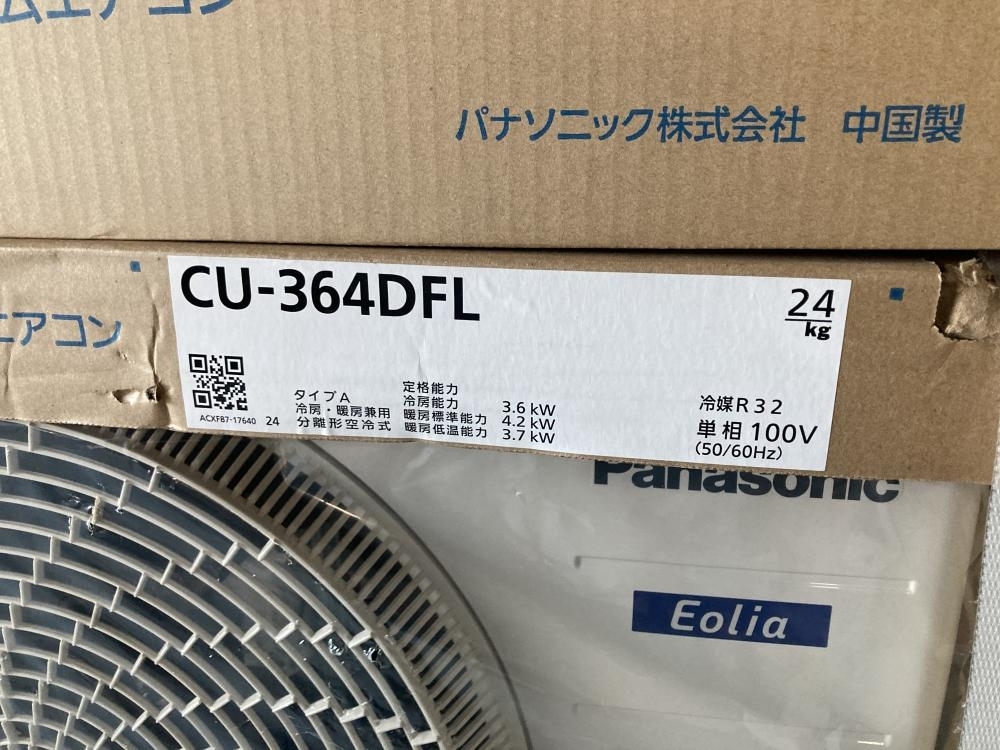 ムエアコン
パナソニック株式会社 中国製
エアコン
CU-364DFL
24
kg
ACXF87-17640 24
タイプA
冷房・暖房兼用
分離形空冷式
定格能力
冷房能力 3.6 kW
暖房標準能力 4.2 kW
暖房低温能力 3.7 kW
冷媒R32
単相100V
(50/60Hz)
Panasonic
Eolia